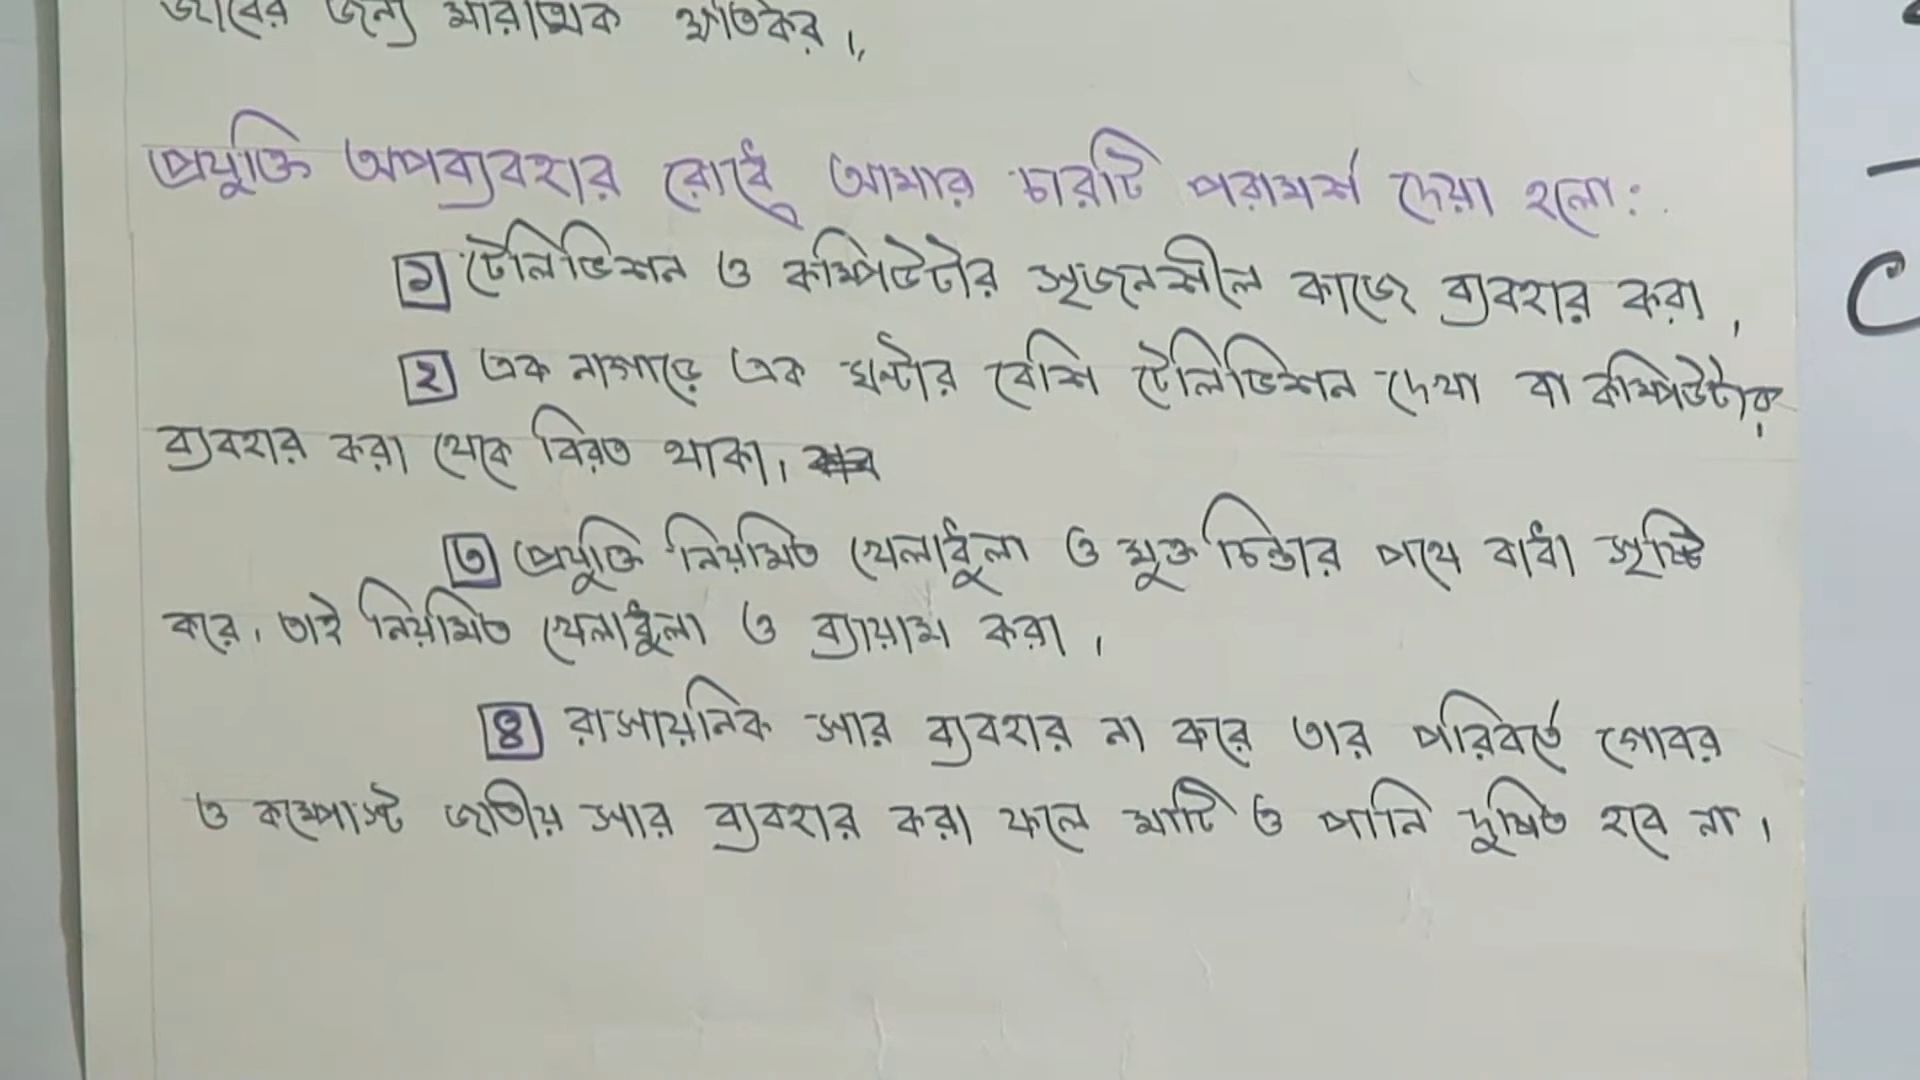 জীবের জন্য মারাত্মক ক্ষতিকর।
প্রযুক্তি অপব্যবহার রোধে আমার চারটি পরামর্শ দেয়া হলো:
১ টেলিভিশন ও কম্পিউটার সৃজনশীল কাজে ব্যবহার করা।
২ এক নাগাড়ে এক ঘন্টার বেশি টেলিভিশন দেখা বা কম্পিউটার
ব্যবহার করা থেকে বিরত থাকা।
৩ প্রযুক্তি নিয়মিত খেলাধুলা ও মুক্ত চিন্তার পথে বাধা সৃষ্টি
করে। তাই নিয়মিত খেলাধুলা ও ব্যায়াম করা।
৪ রাসায়নিক সার ব্যবহার না করে তার পরিবর্তে গোবর
ও কম্পোস্ট জাতীয় সার ব্যবহার করা ফলে মাটি ও পানি দুষিত হবে না।